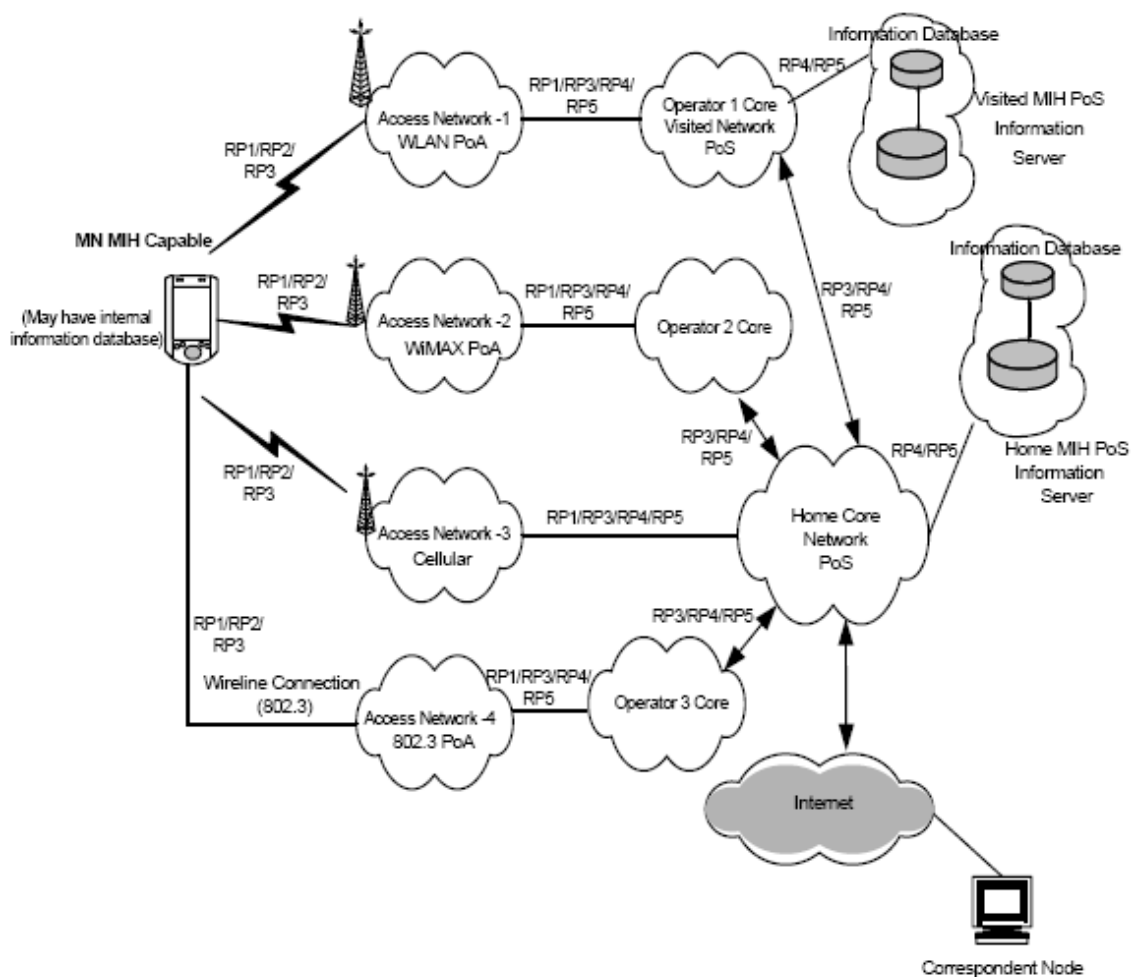 Information Database
RP4/RP5
RP1/RP3/RP4/
RP5
Access Network -1
WLAN PoA
Operator 1 Core
Visited Network
PoS
Visited MIH PoS
Information
Server
RP1/RP2/
RP3
MN MIH Capable
(May have internal
information database)
RP1/RP2/
RP3
Access Network -2
WiMAX PoA
RP1/RP3/RP4/
RP5
Operator 2 Core
RP3/RP4/
RP5
Information Database
RP3/RP4/
RP5
RP4/RP5
Home MIH PoS
Information
Server
RP1/RP2/
RP3
Access Network -3
Cellular
RP1/RP3/RP4/RP5
Home Core
Network
PoS
RP1/RP2/
RP3
Wireline Connection
(802.3)
Access Network -4
802.3 PoA
RP1/RP3/RP4/
RP5
Operator 3 Core
RP3/RP4/RP5
Internet
Correspondent Node